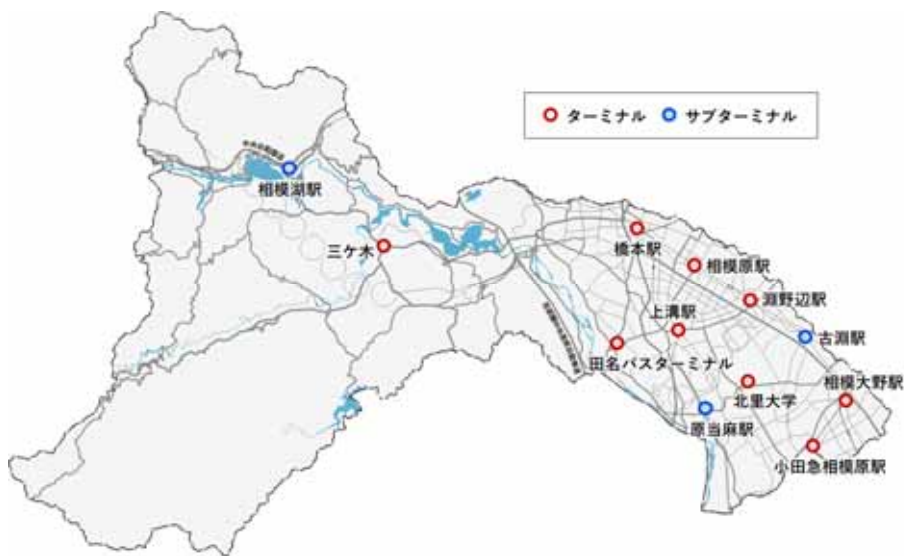 ターミナル
サブターミナル
相模湖駅
三ケ木
橋本駅
相模原駅
淵野辺駅
上溝駅
古淵駅
田名バスターミナル
相模大野駅
北里大学
原当麻駅
小田急相模原駅